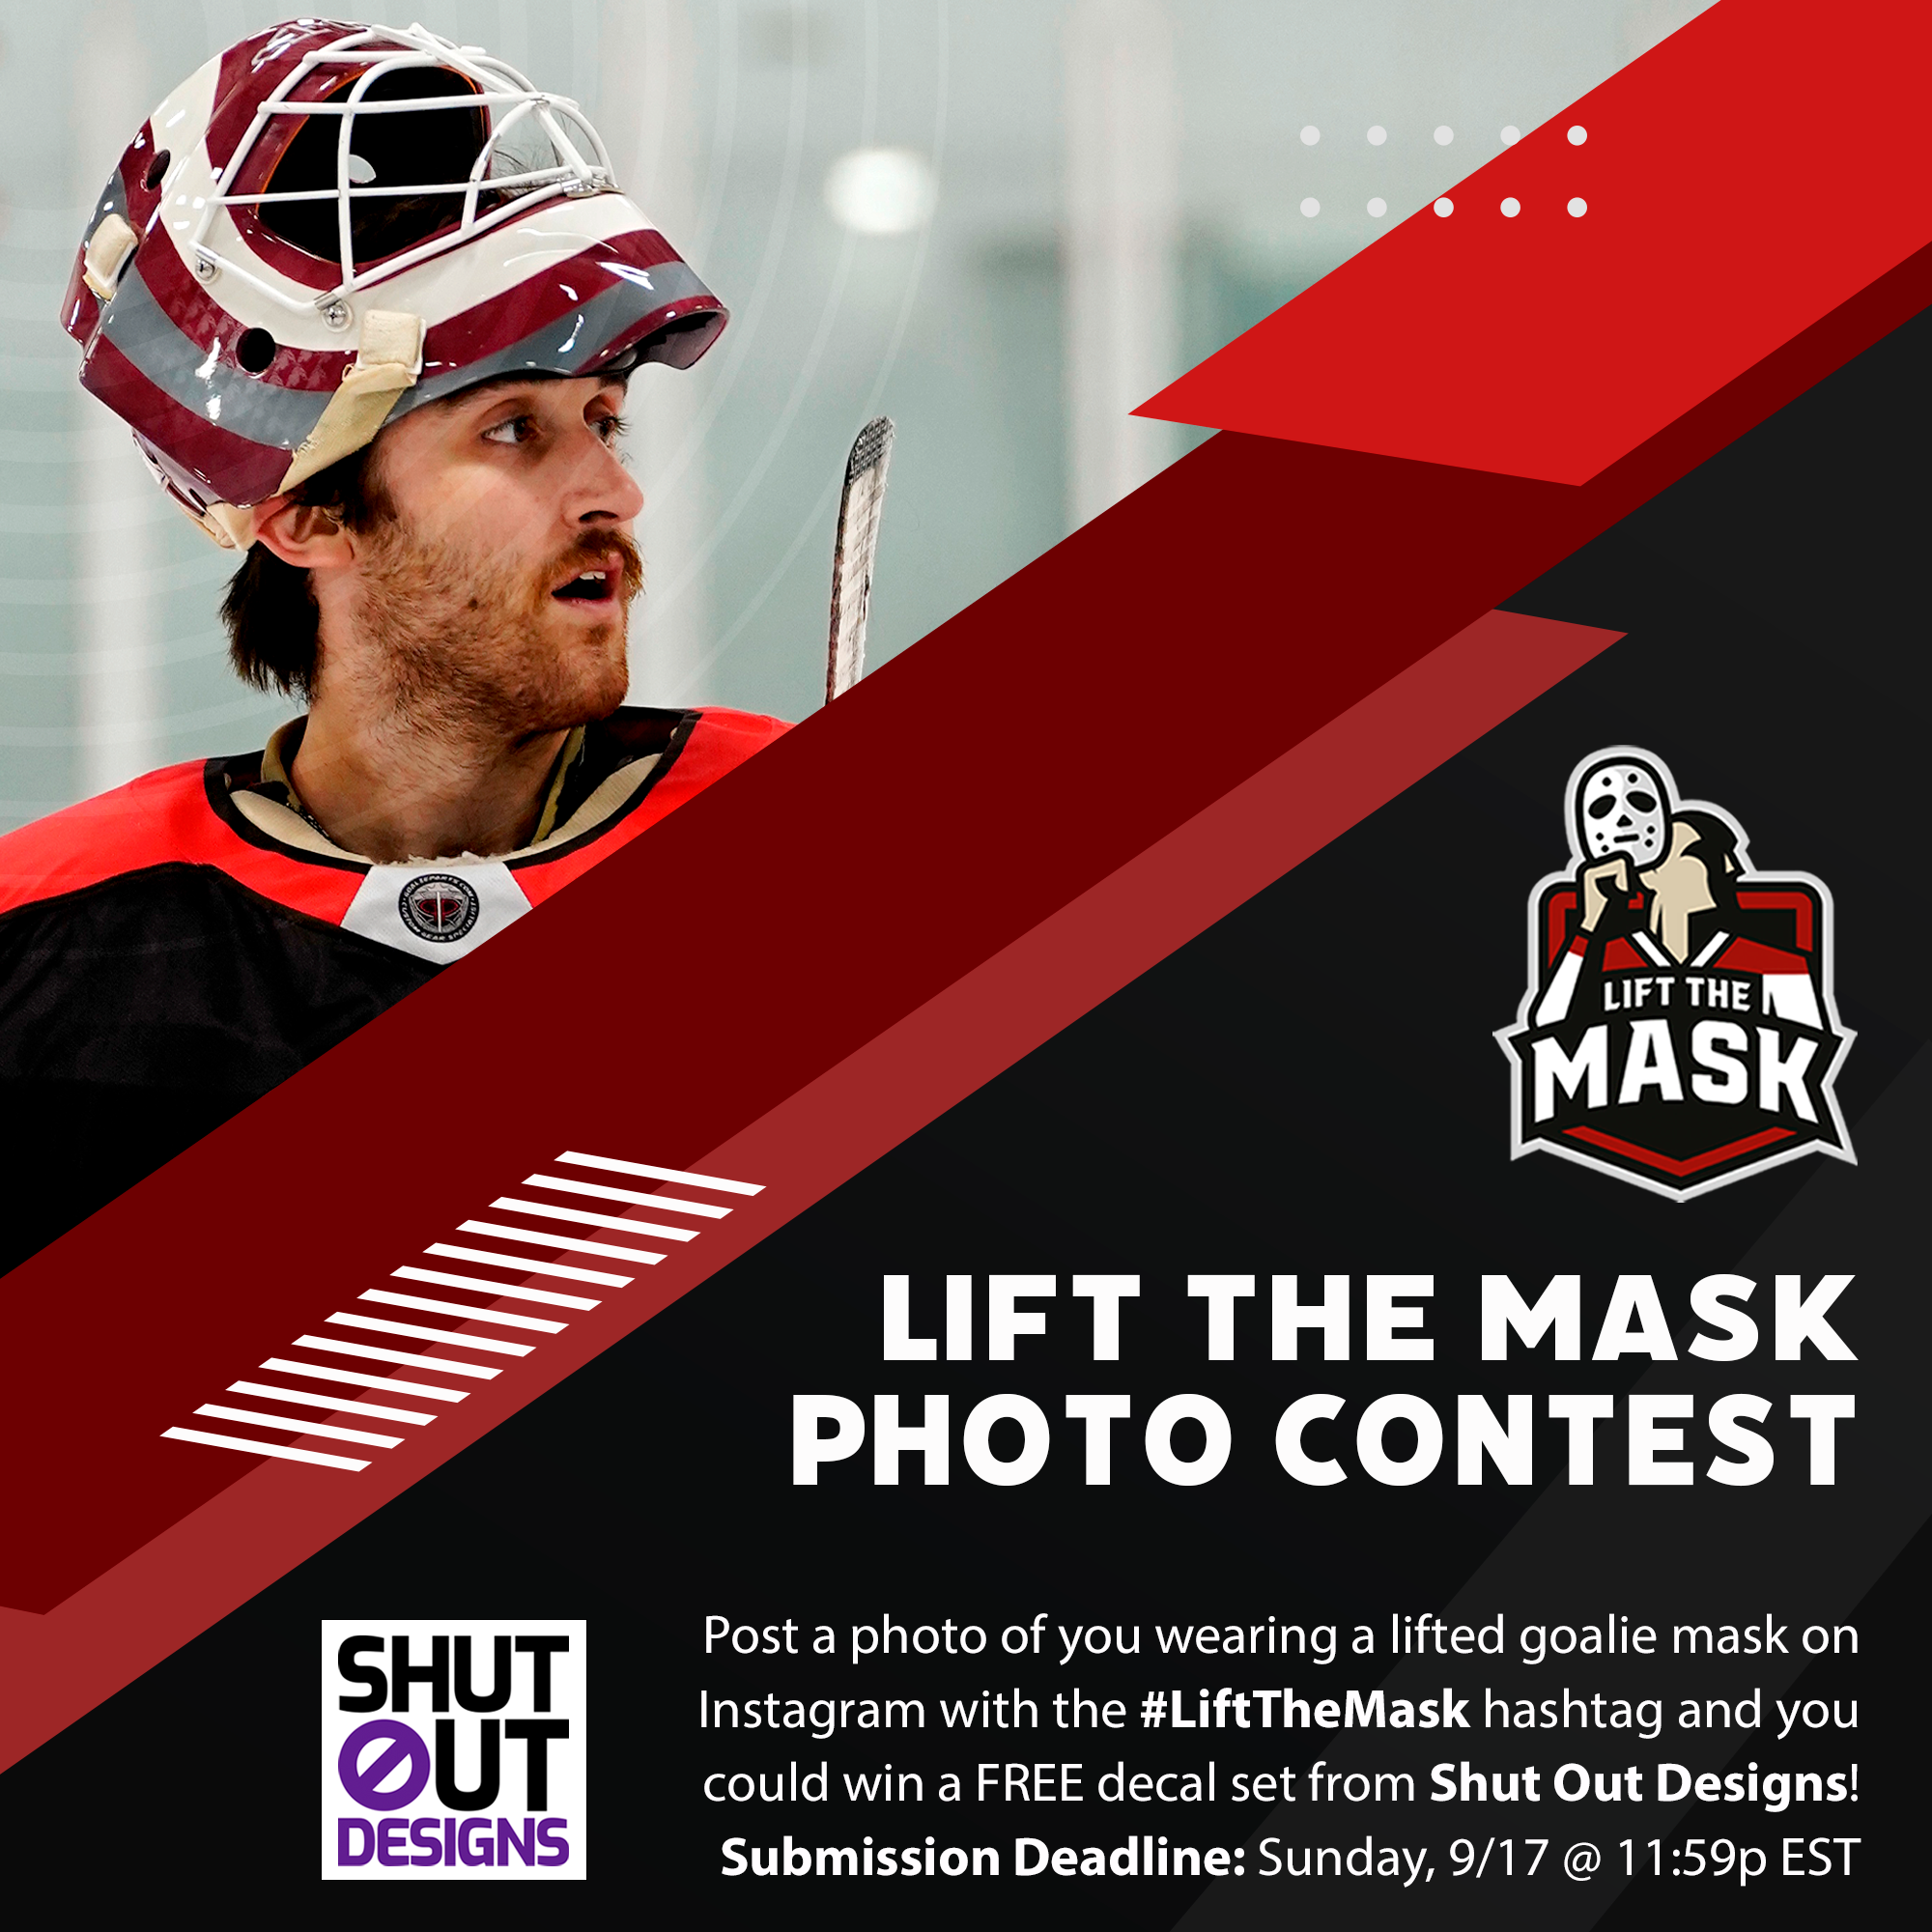 LIFT THE
MASK
LIFT THE MASK
PHOTO CONTEST
SHUT
OUT
DESIGNS
Post a photo of you wearing a lifted goalie mask on
Instagram with the #LiftTheMask hashtag and you
could win a FREE decal set from Shut Out Designs!
Submission Deadline: Sunday, 9/17 @ 11:59p EST